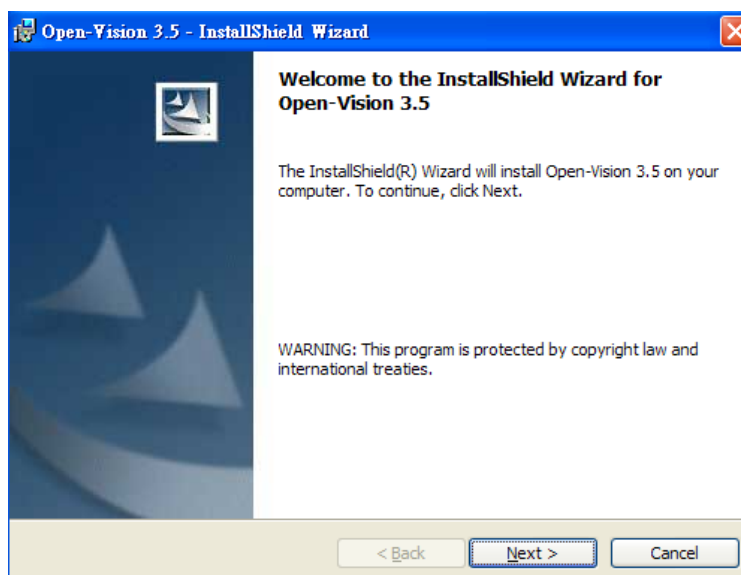 Open-Vision 3.5 - InstallShield Wizard
Welcome to the InstallShield Wizard for
Open-Vision 3.5
The InstallShield(R) Wizard will install Open-Vision 3.5 on your
computer. To continue, click Next.
WARNING: This program is protected by copyright law and
international treaties.
< Back
Next >
Cancel